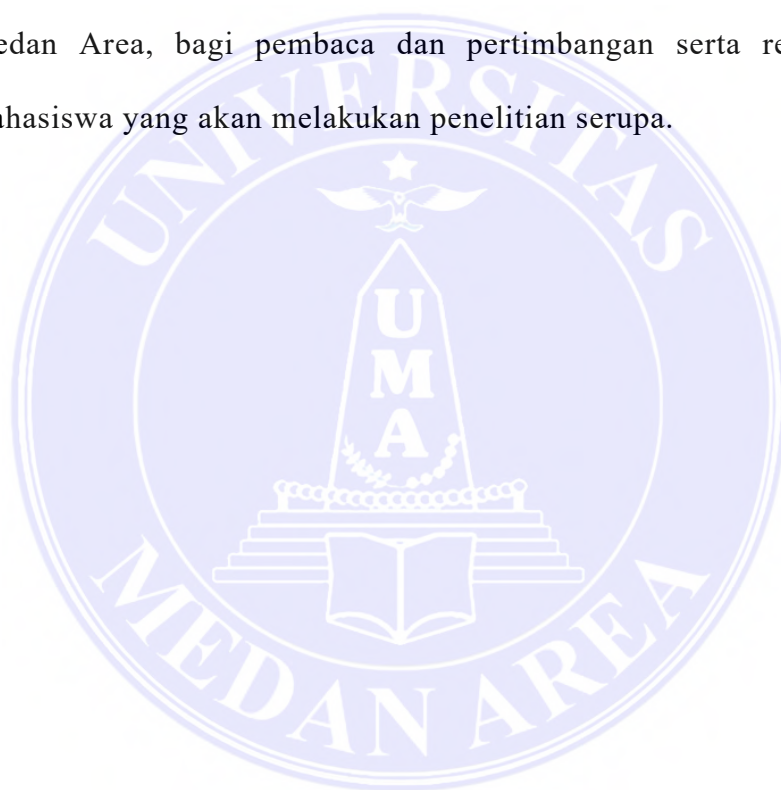 edan Area, bagi pembaca dan pertimbangan serta re
ahasiswa yang akan melakukan penelitian serupa.
UNIVERSITAS
U
M
A
MEDAN AREA